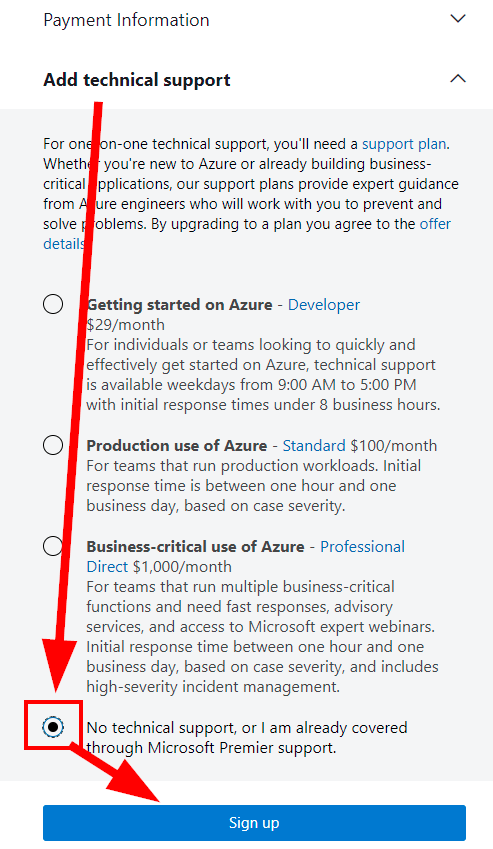 Payment Information
Add technical support
For one-on-one technical support, you'll need a support plan.
Whether you're new to Azure or already building business-
critical applications, our support plans provide expert guidance
from Azure engineers who will work with you to prevent and
solve problems. By upgrading to a plan you agree to the offer
details.
Getting started on Azure - Developer
$29/month
For individuals or teams looking to quickly and
effectively get started on Azure, technical support
is available weekdays from 9:00 AM to 5:00 PM
with initial response times under 8 business hours.
Production use of Azure - Standard $100/month
For teams that run production workloads. Initial
response time is between one hour and one
business day, based on case severity.
Business-critical use of Azure - Professional
Direct $1,000/month
For teams that run multiple business-critical
functions and need fast responses, advisory
services, and access to Microsoft expert webinars.
Initial response time between one hour and one
business day, based on case severity, and includes
high-severity incident management.
No technical support, or I am already covered
through Microsoft Premier support.
Sign up